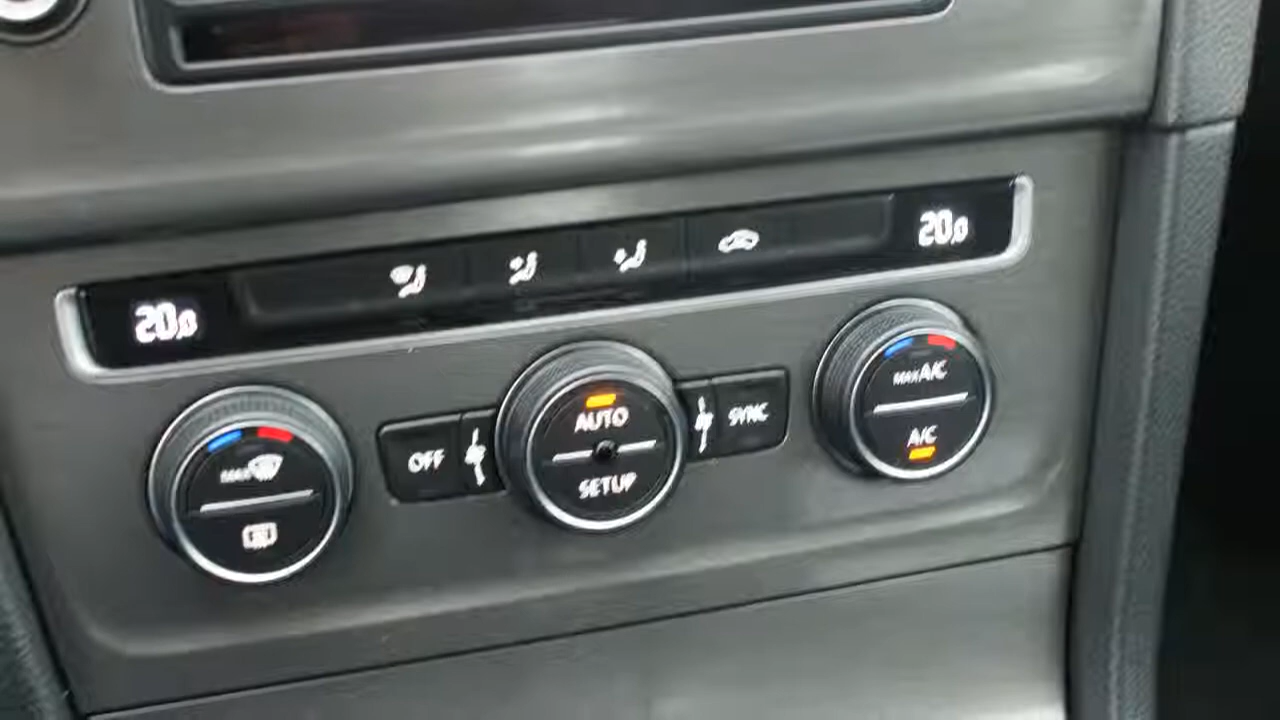 20,0
20,0
MAX A/C
A/C
AUTO
SYNC
OFF
SETUP
MAX